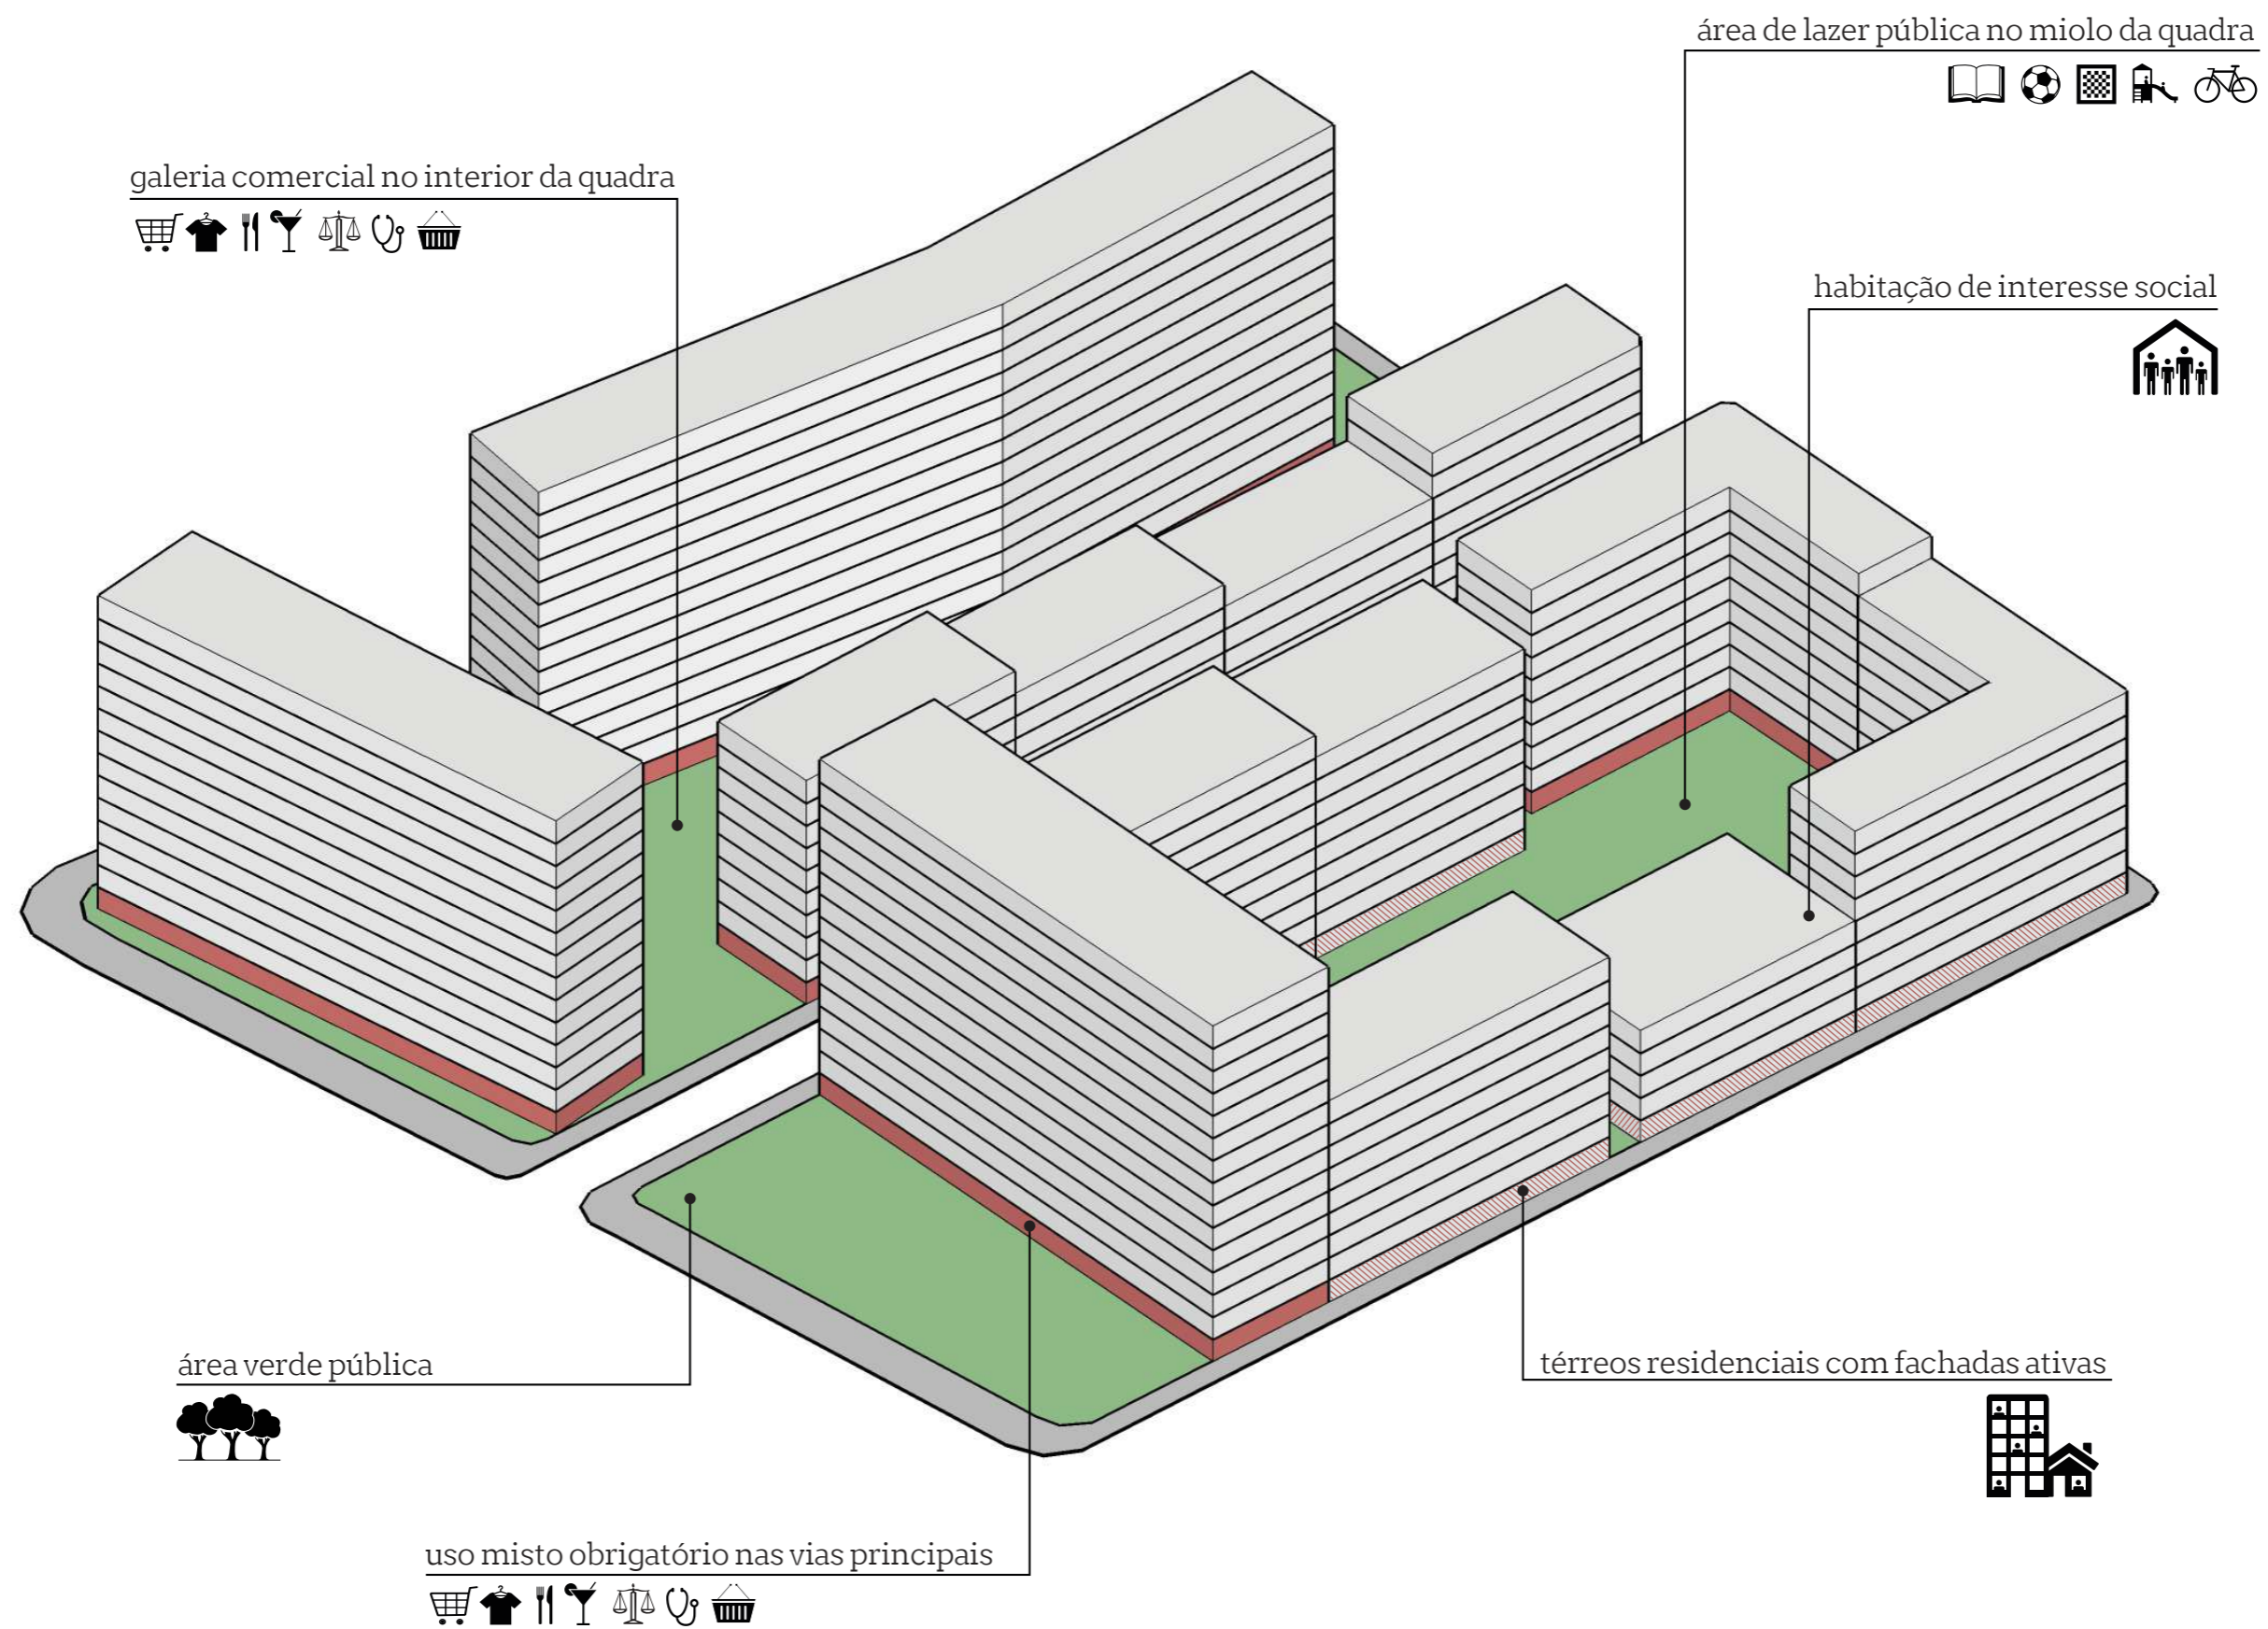 área de lazer pública no miolo da quadra
galeria comercial no interior da quadra
habitação de interesse social
área verde pública
térreos residenciais com fachadas ativas
uso misto obrigatório nas vias principais